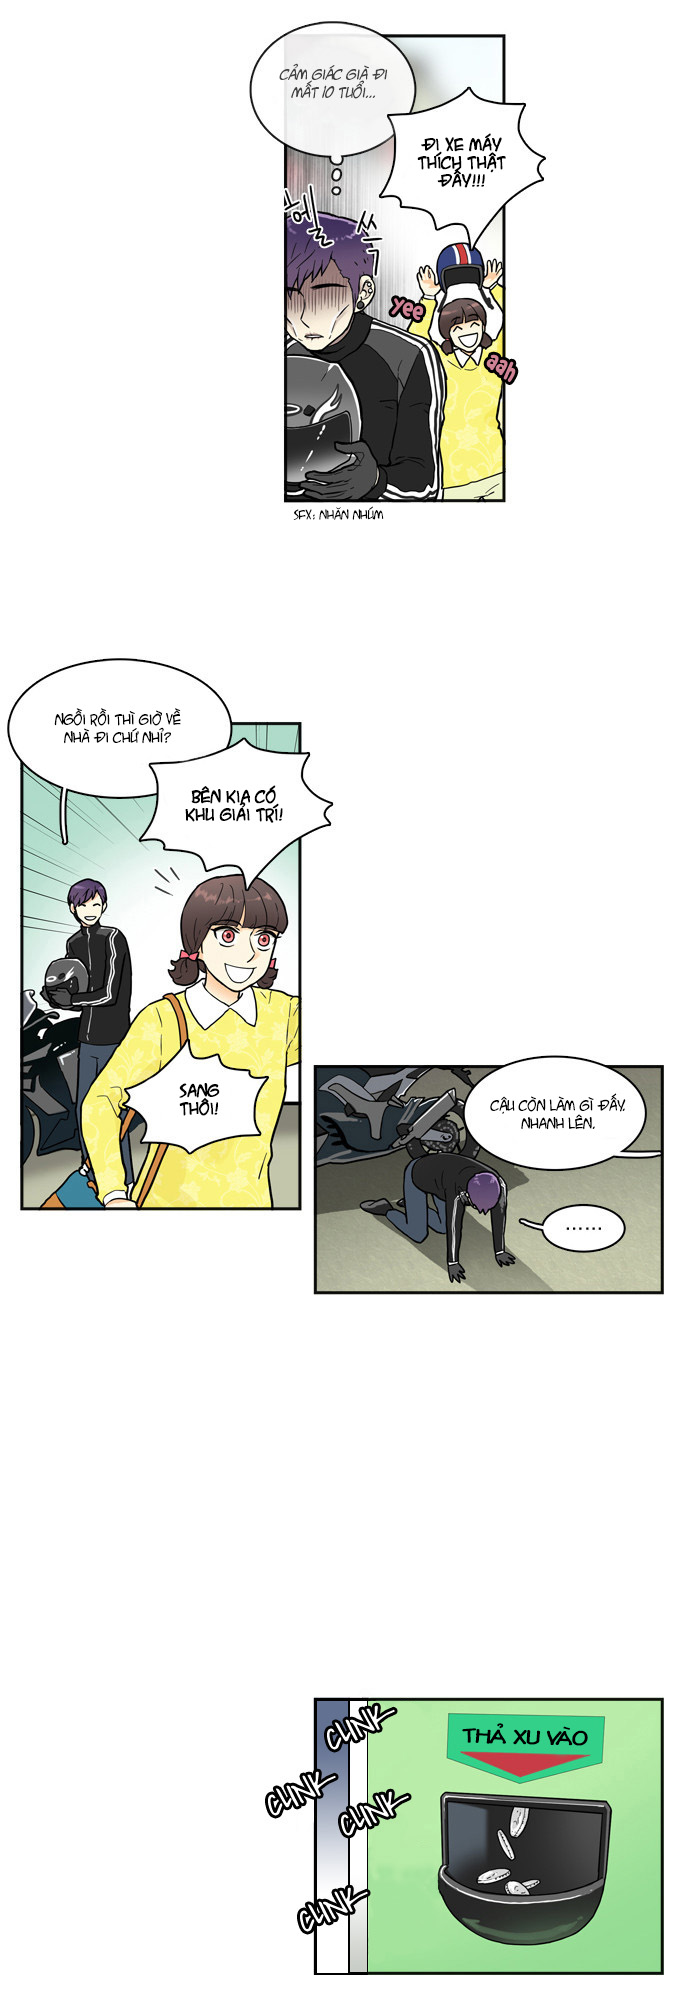 CẢM GIÁC GIÀ ĐI
MẤT 10 TUỔI...
ĐI XE MÁY
THÍCH THẬT
ĐẤY!!!
yee
aah
SFX: NHĂN NHÚM
NGỒI RỒI THÌ GIỜ VỀ
NHÀ ĐI CHỨ NHỈ?
BÊN KIA CÓ
KHU GIẢI TRÍ!
SANG
THÔI!
CẬU CÒN LÀM GÌ ĐẤY.
NHANH LÊN.
......
THẢ XU VÀO
CLINK
CLINK
CLINK
CLINK